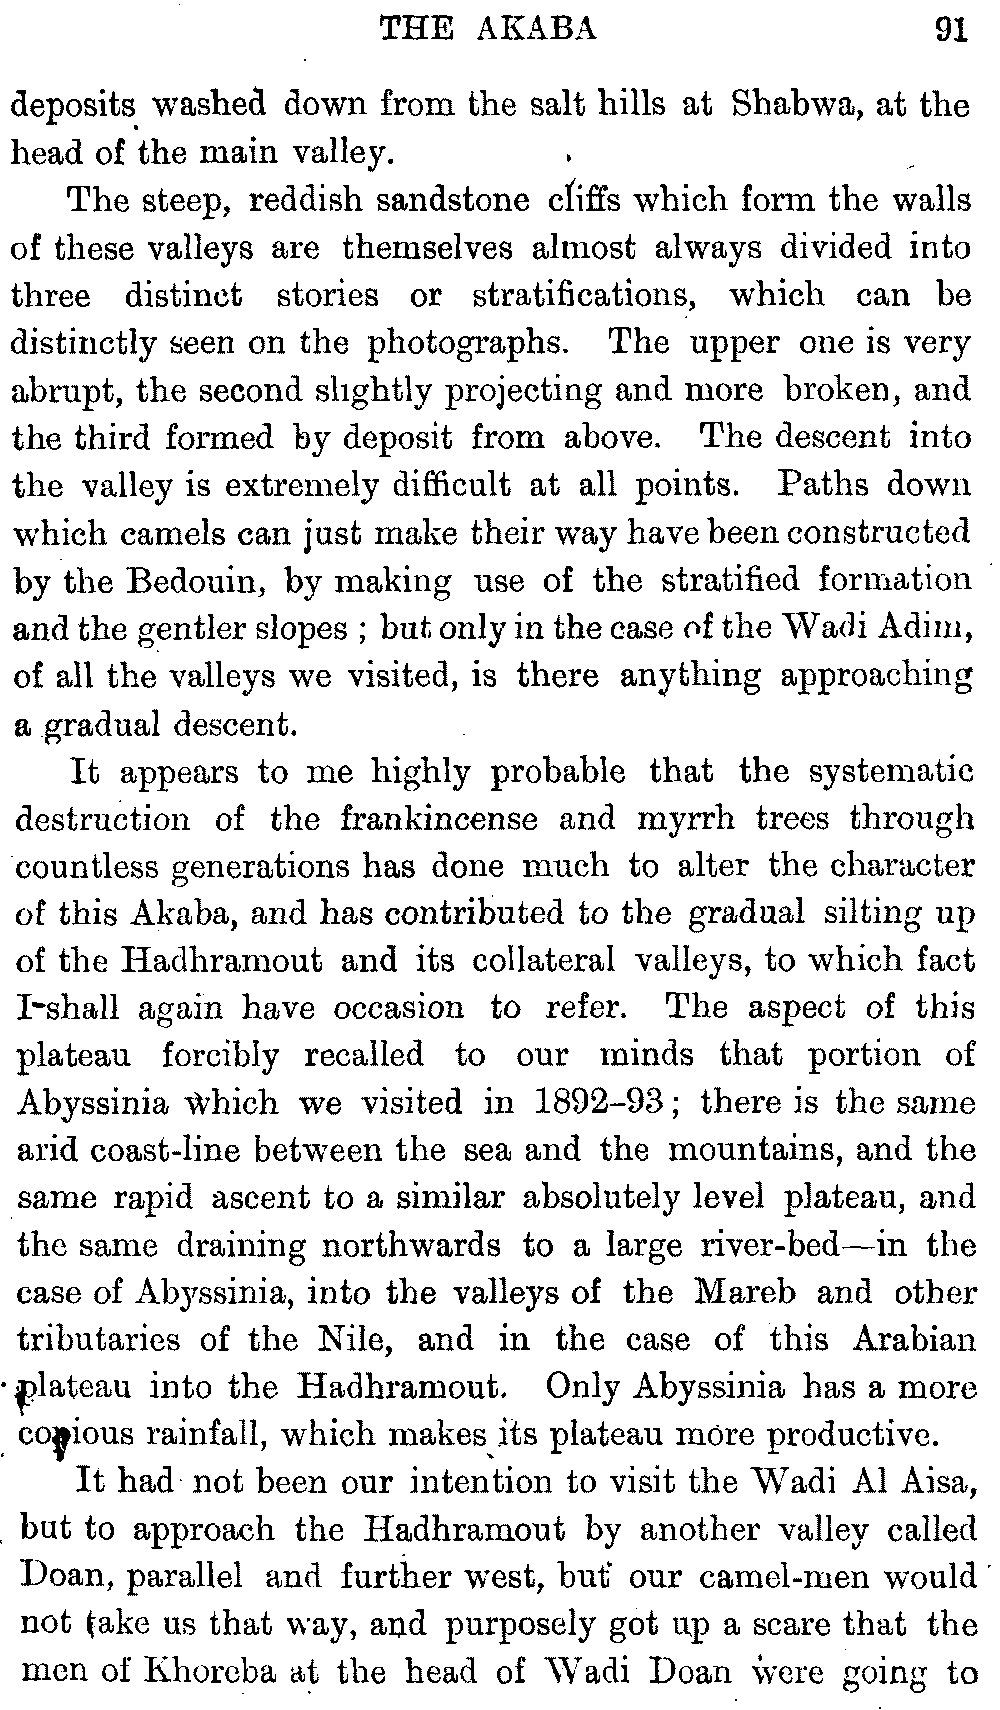 THE AKABA 91
deposits washed down from the salt hills at Shabwa, at the
head of the main valley.
The steep, reddish sandstone cliffs which form the walls
of these valleys are themselves almost always divided into
three distinct stories or stratifications, which can be
distinctly seen on the photographs. The upper one is very
abrupt, the second slightly projecting and more broken, and
the third formed by deposit from above. The descent into
the valley is extremely difficult at all points. Paths down
which camels can just make their way have been constructed
by the Bedouin, by making use of the stratified formation
and the gentler slopes ; but only in the case of the Wadi Adim,
of all the valleys we visited, is there anything approaching
a gradual descent.
It appears to me highly probable that the systematic
destruction of the frankincense and myrrh trees through
countless generations has done much to alter the character
of this Akaba, and has contributed to the gradual silting up
of the Hadhramout and its collateral valleys, to which fact
I shall again have occasion to refer. The aspect of this
plateau forcibly recalled to our minds that portion of
Abyssinia which we visited in 1892–93; there is the same
arid coast-line between the sea and the mountains, and the
same rapid ascent to a similar absolutely level plateau, and
the same draining northwards to a large river-bed—in the
case of Abyssinia, into the valleys of the Mareb and other
tributaries of the Nile, and in the case of this Arabian
plateau into the Hadhramout. Only Abyssinia has a more
copious rainfall, which makes its plateau more productive.
It had not been our intention to visit the Wadi Al Aisa,
but to approach the Hadhramout by another valley called
Doan, parallel and further west, but our camel-men would
not take us that way, and purposely got up a scare that the
men of Khoreba at the head of Wadi Doan were going to